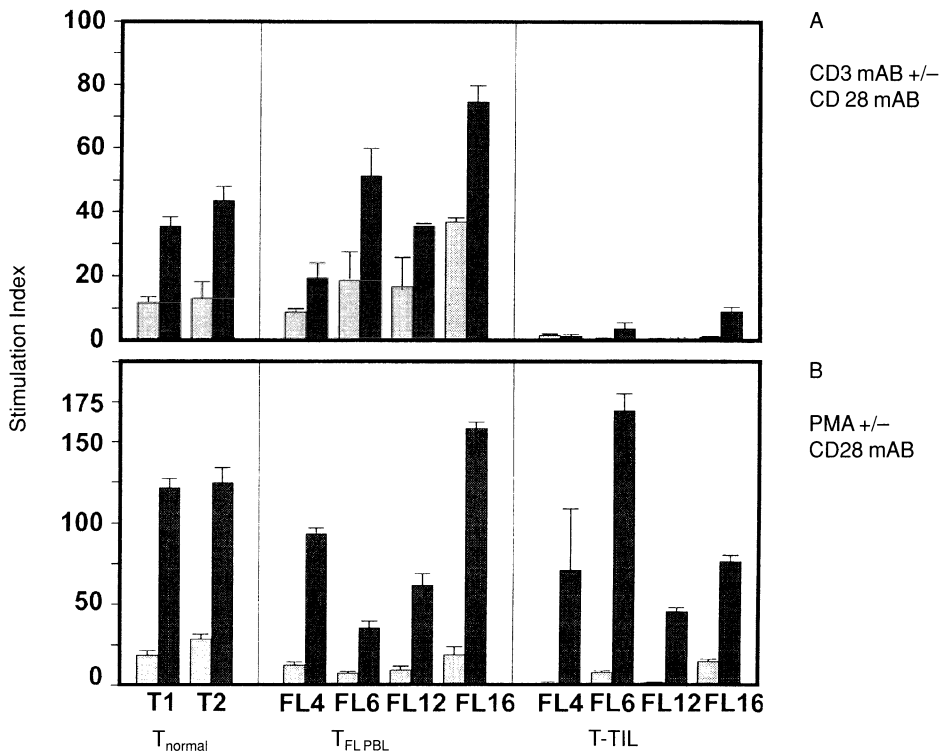 100
80
60
40
20
0
A
CD3 mAB +/–
CD 28 mAB
Stimulation Index
175
150
100
50
0
B
PMA +/–
CD28 mAB
T1 T2 FL4 FL6 FL12 FL16 FL4 FL6 FL12 FL16
Tnormal TFL PBL T-TIL